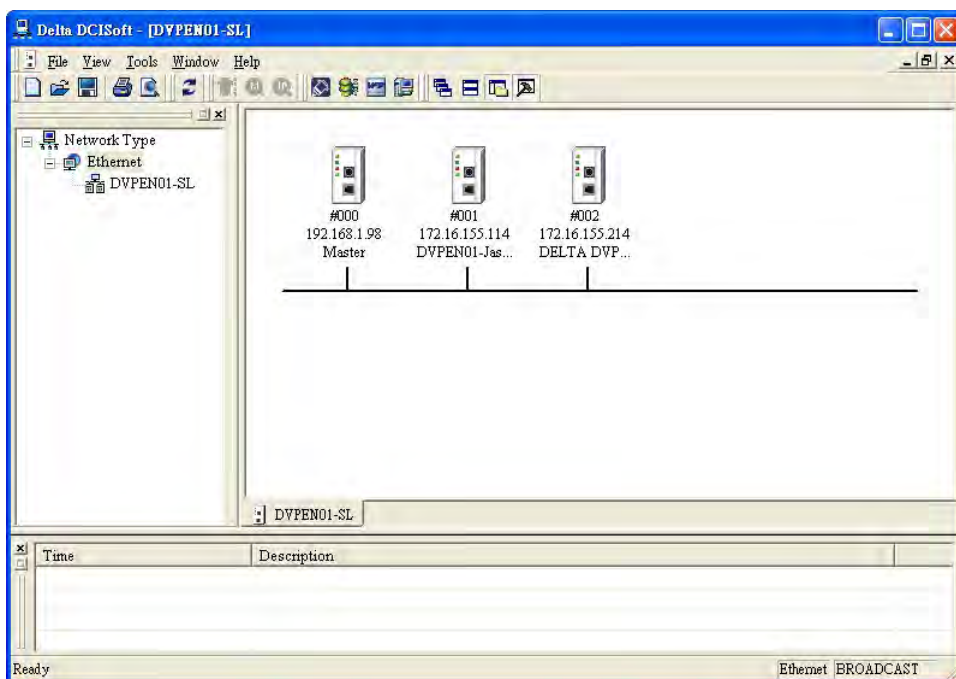 Delta DCISoft - [DVPEN01-SL]
File View Tools Window Help
Network Type
Ethernet
DVPEN01-SL
#000
192.168.1.98
Master
#001
172.16.155.114
DVPEN01-Jas...
#002
172.16.155.214
DELTA DVP...
DVPEN01-SL
Time Description
Ready Ethernet BROADCAST